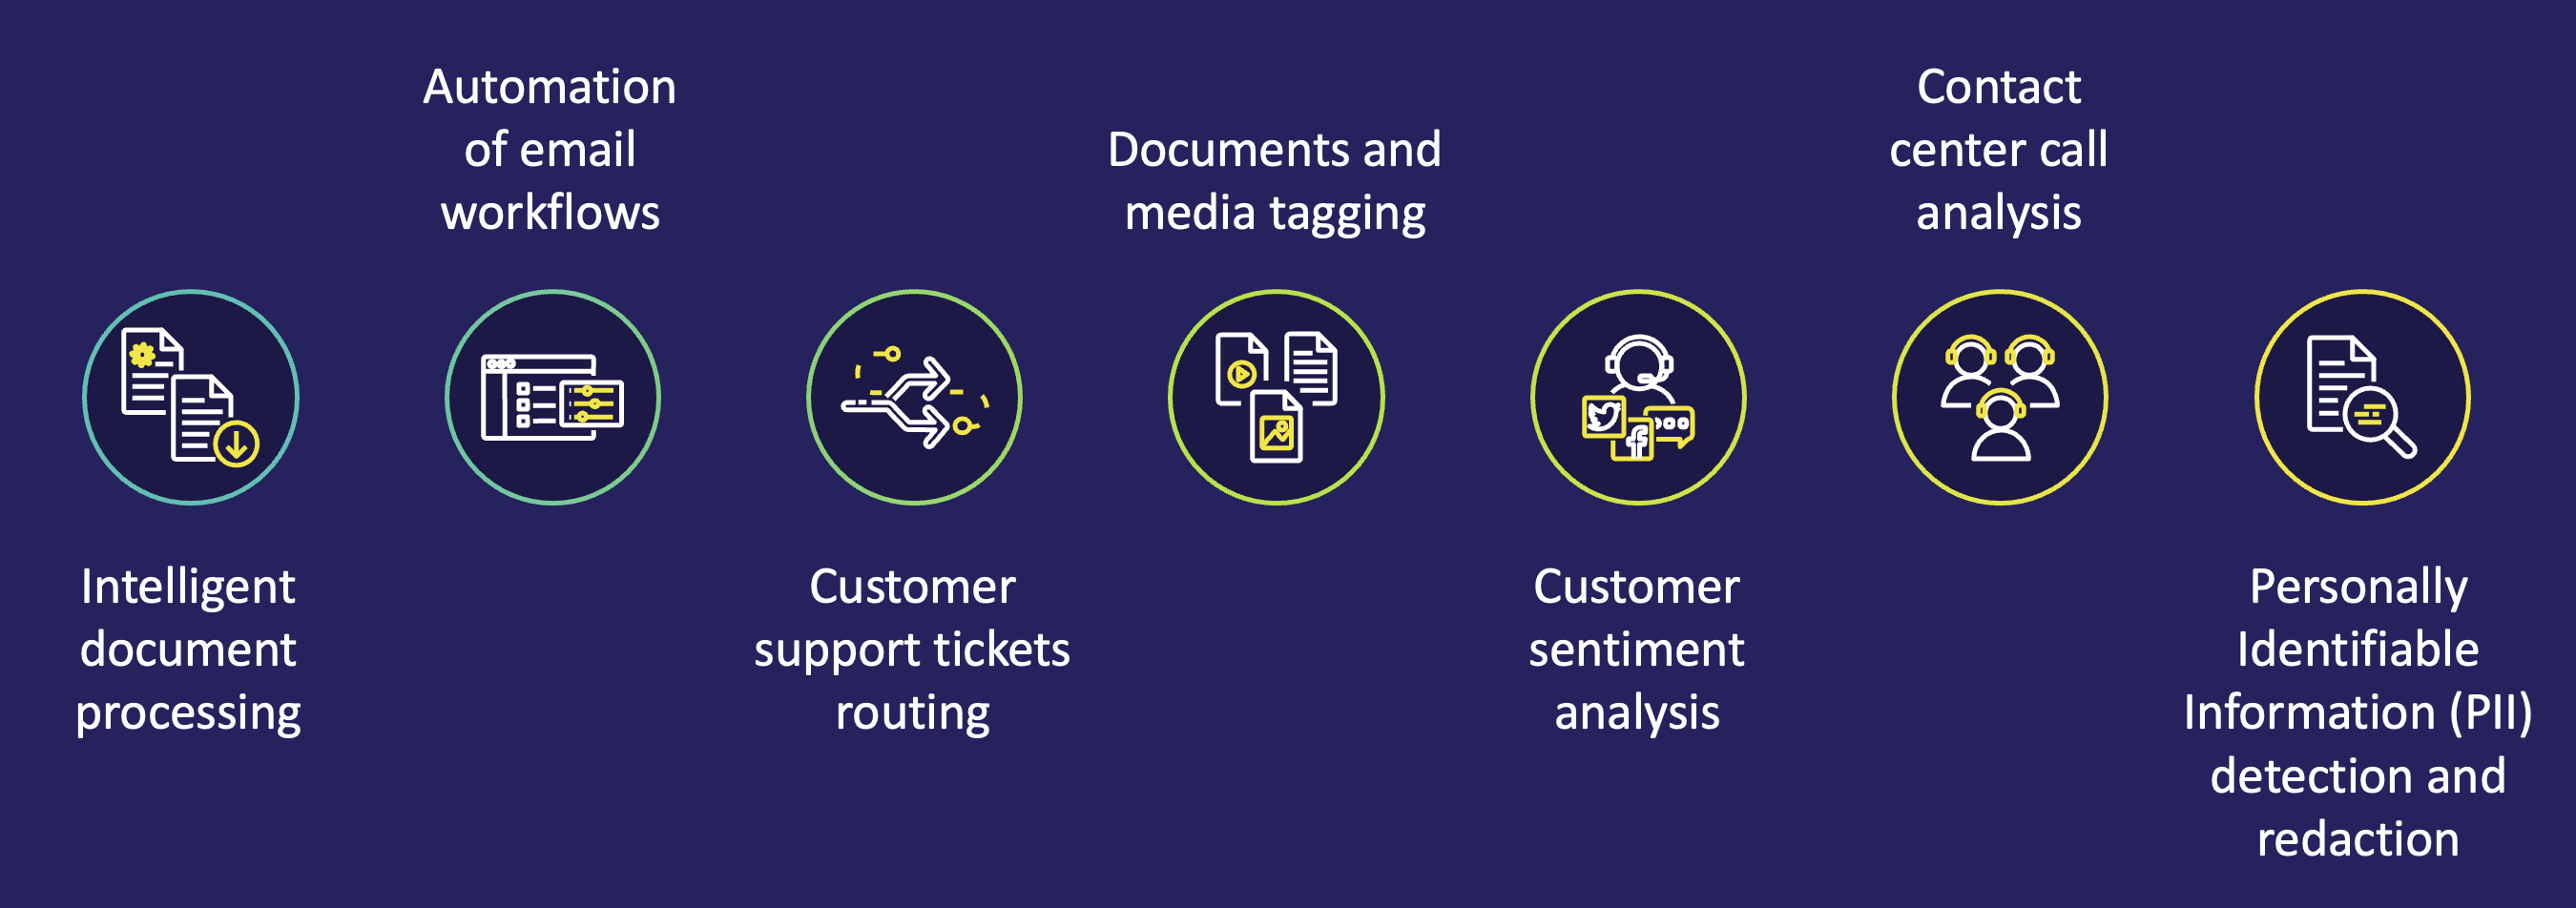 Intelligent
document
processing
Automation
of email
workflows
Customer
support tickets
routing
Documents and
media tagging
Customer
sentiment
analysis
Contact
center call
analysis
Personally
Identifiable
Information (PII)
detection and
redaction